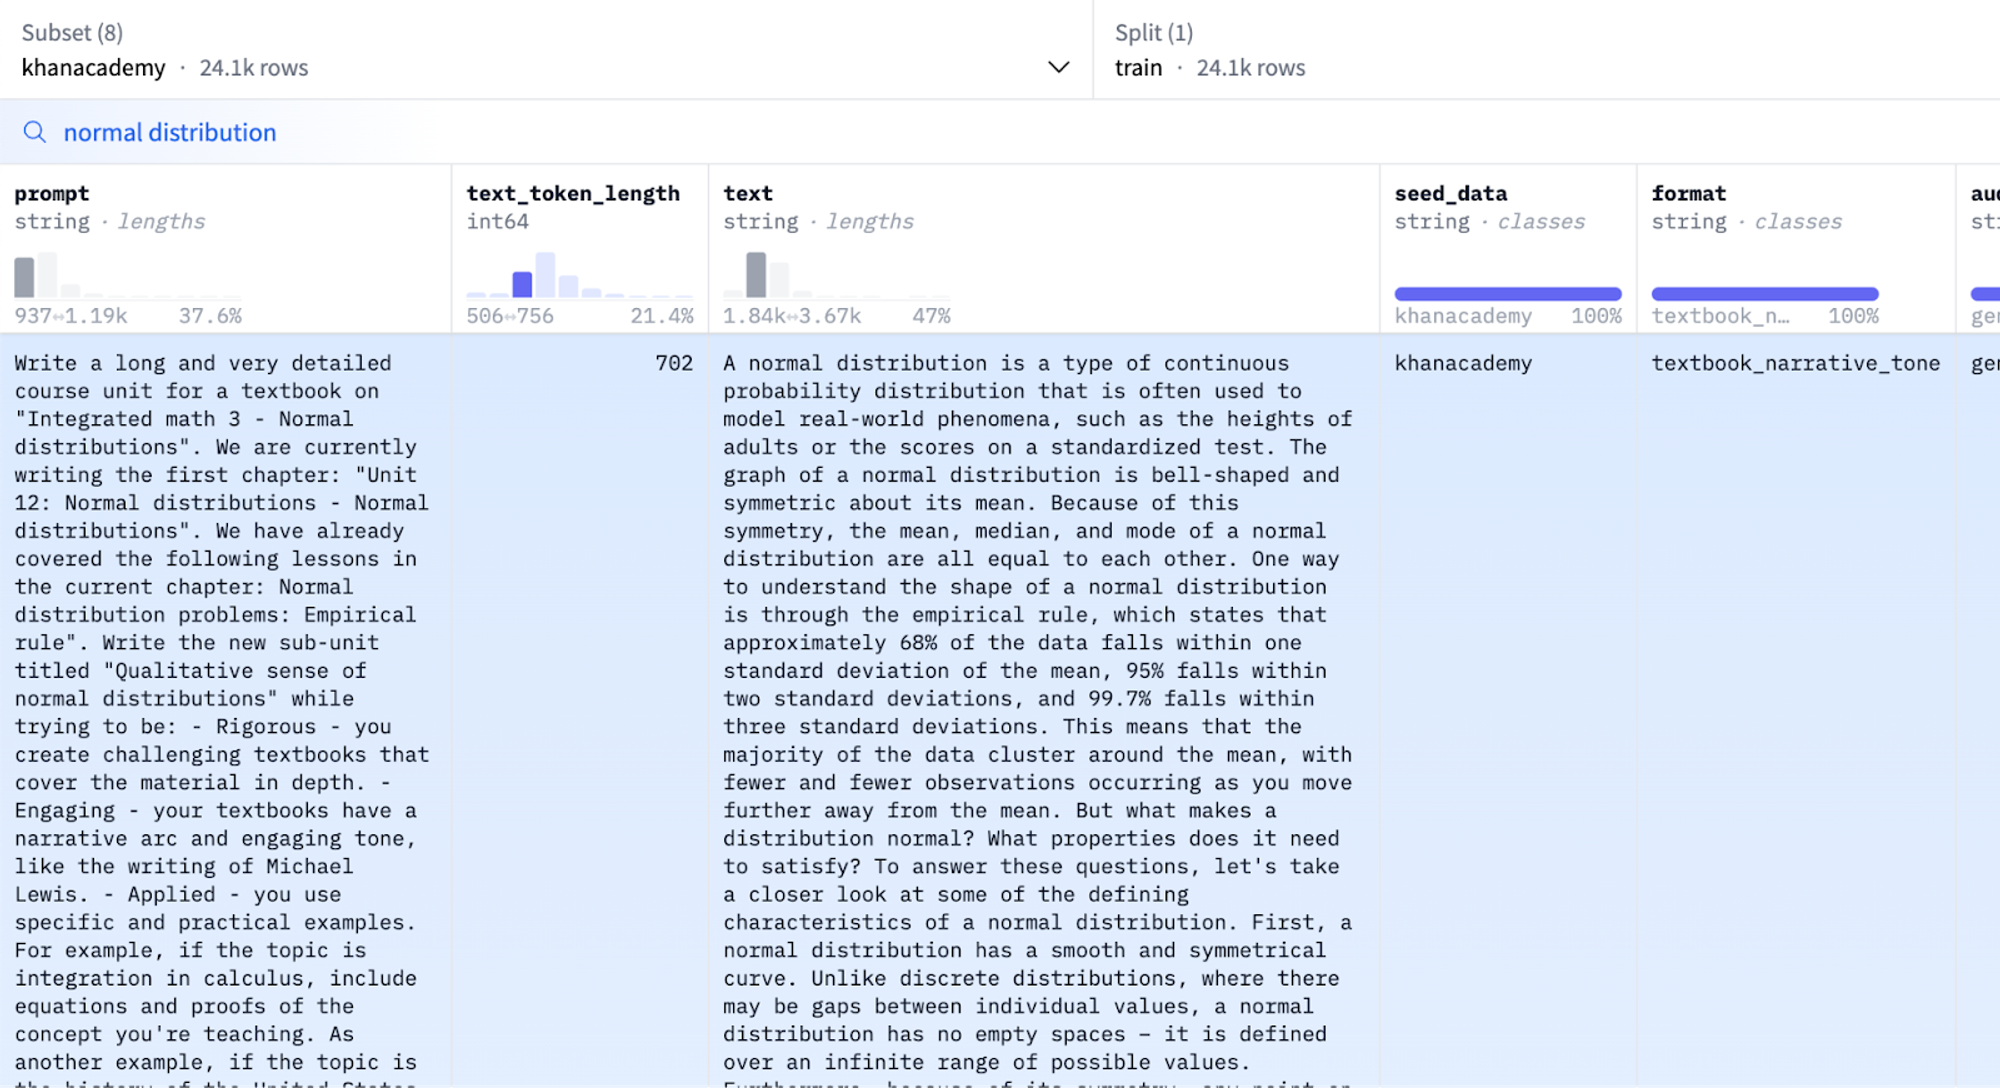 Subset (8)
khanacademy · 24.1k rows
Split (1)
train · 24.1k rows
normal distribution
prompt
string · lengths
937↔1.19k 37.6%
text_token_length
int64
506↔756 21.4%
text
string · lengths
1.84k↔3.67k 47%
seed_data
string · classes
khanacademy 100%
format
string · classes
textbook_n… 100%
Write a long and very detailed
course unit for a textbook on
"Integrated math 3 - Normal
distributions". We are currently
writing the first chapter: "Unit
12: Normal distributions - Normal
distributions". We have already
covered the following lessons in
the current chapter: Normal
distribution problems: Empirical
rule". Write the new sub-unit
titled "Qualitative sense of
normal distributions" while
trying to be: - Rigorous - you
create challenging textbooks that
cover the material in depth. -
Engaging - your textbooks have a
narrative arc and engaging tone,
like the writing of Michael
Lewis. - Applied - you use
specific and practical examples.
For example, if the topic is
integration in calculus, include
equations and proofs of the
concept you're teaching. As
another example, if the topic is
the history of the United States
702
A normal distribution is a type of continuous
probability distribution that is often used to
model real-world phenomena, such as the heights of
adults or the scores on a standardized test. The
graph of a normal distribution is bell-shaped and
symmetric about its mean. Because of this
symmetry, the mean, median, and mode of a normal
distribution are all equal to each other. One way
to understand the shape of a normal distribution
is through the empirical rule, which states that
approximately 68% of the data falls within one
standard deviation of the mean, 95% falls within
two standard deviations, and 99.7% falls within
three standard deviations. This means that the
majority of the data cluster around the mean, with
fewer and fewer observations occurring as you move
further away from the mean. But what makes a
distribution normal? What properties does it need
to satisfy? To answer these questions, let's take
a closer look at some of the defining
characteristics of a normal distribution. First, a
normal distribution has a smooth and symmetrical
curve. Unlike discrete distributions, where there
may be gaps between individual values, a normal
distribution has no empty spaces – it is defined
over an infinite range of possible values.
Furthermore, because of its symmetry, any point on
khanacademy
textbook_narrative_tone